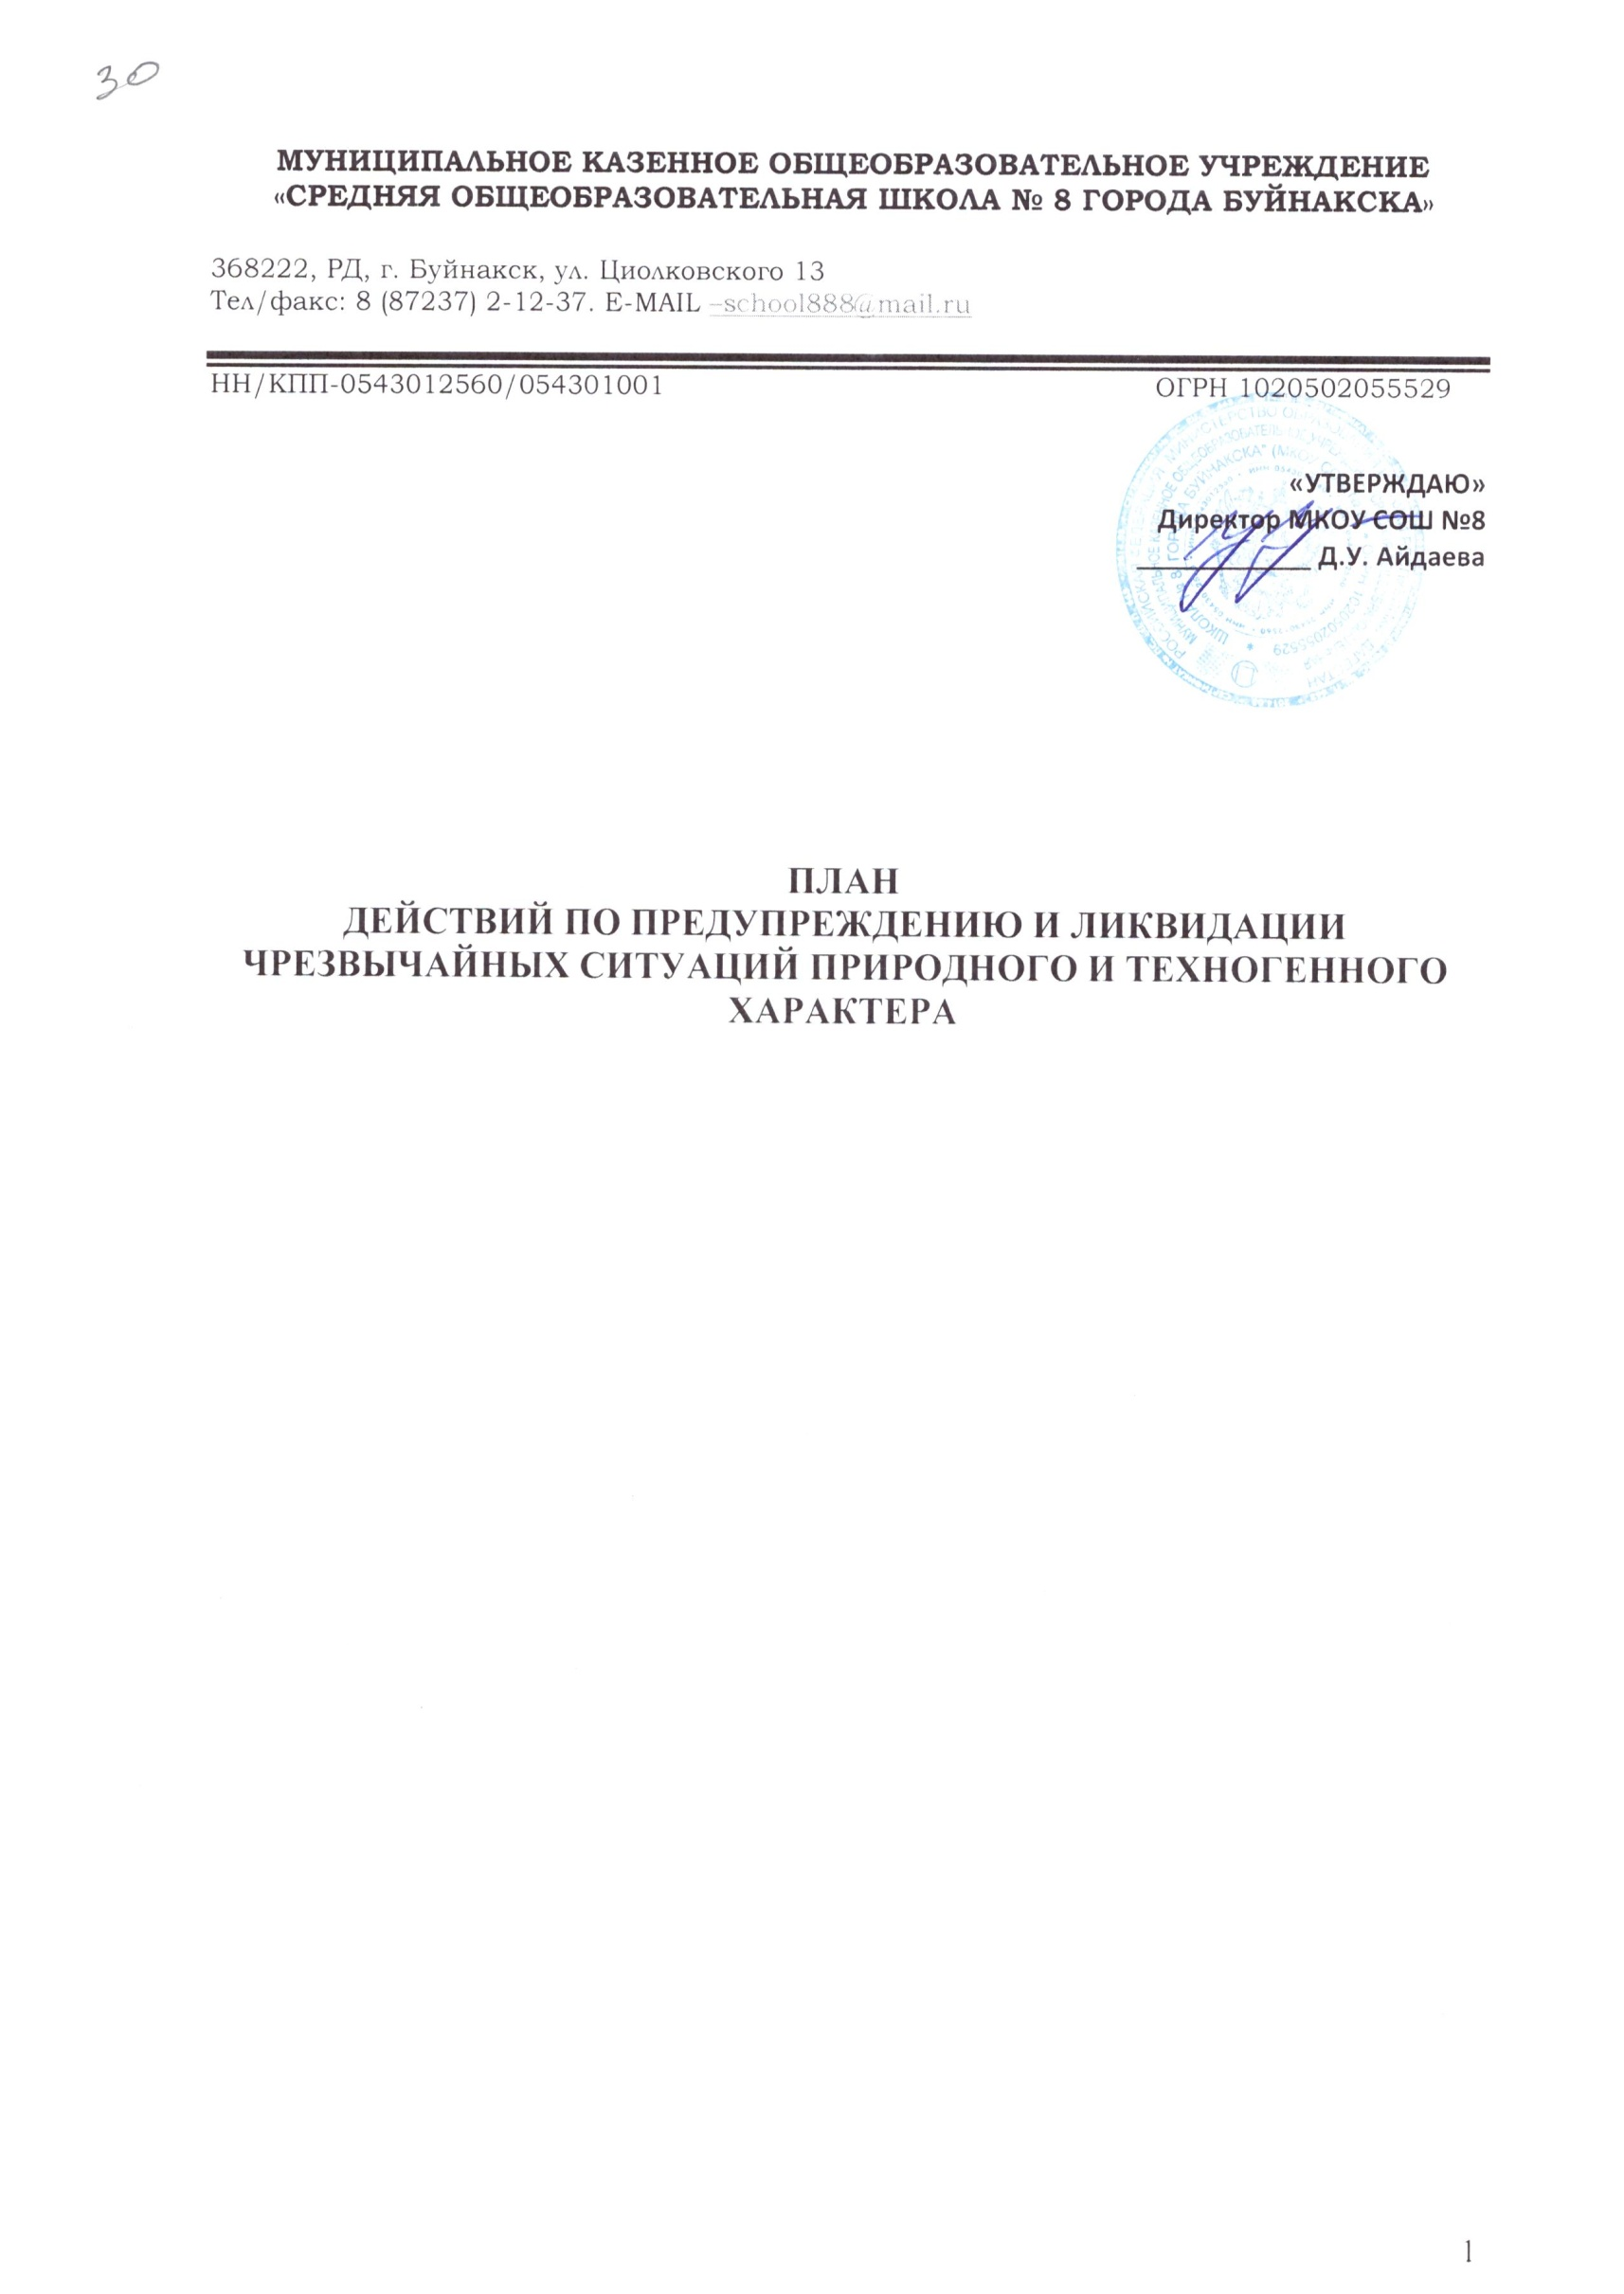 30
МУНИЦИПАЛЬНОЕ КАЗЕННОЕ ОБЩЕОБРАЗОВАТЕЛЬНОЕ УЧРЕЖДЕНИЕ
«СРЕДНЯЯ ОБЩЕОБРАЗОВАТЕЛЬНАЯ ШКОЛА № 8 ГОРОДА БУЙНАКСКА»
368222, РД, г. Буйнакск, ул. Циолковского 13
Тел/факс: 8 (87237) 2-12-37. E-MAIL –school888@mail.ru
НН/КПП-0543012560/054301001 ОГРН 1020502055529
«УТВЕРЖДАЮ»
Директор МКОУ СОШ №8
____________ Д.У. Айдаева
ПЛАН
ДЕЙСТВИЙ ПО ПРЕДУПРЕЖДЕНИЮ И ЛИКВИДАЦИИ
ЧРЕЗВЫЧАЙНЫХ СИТУАЦИЙ ПРИРОДНОГО И ТЕХНОГЕННОГО
ХАРАКТЕРА
1